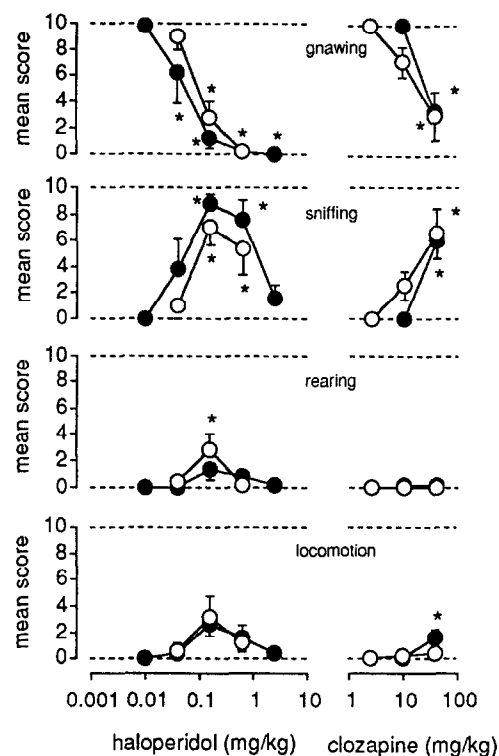 10
8
6
4
2
0
mean score
gnawing
* * * * *
* *
10
8
6
4
2
0
mean score
sniffing
* * * *
* *
10
8
6
4
2
0
mean score
rearing
*
10
8
6
4
2
0
mean score
locomotion
*
0.001 0.01 0.1 1 10
1 10 100
haloperidol (mg/kg)
clozapine (mg/kg)